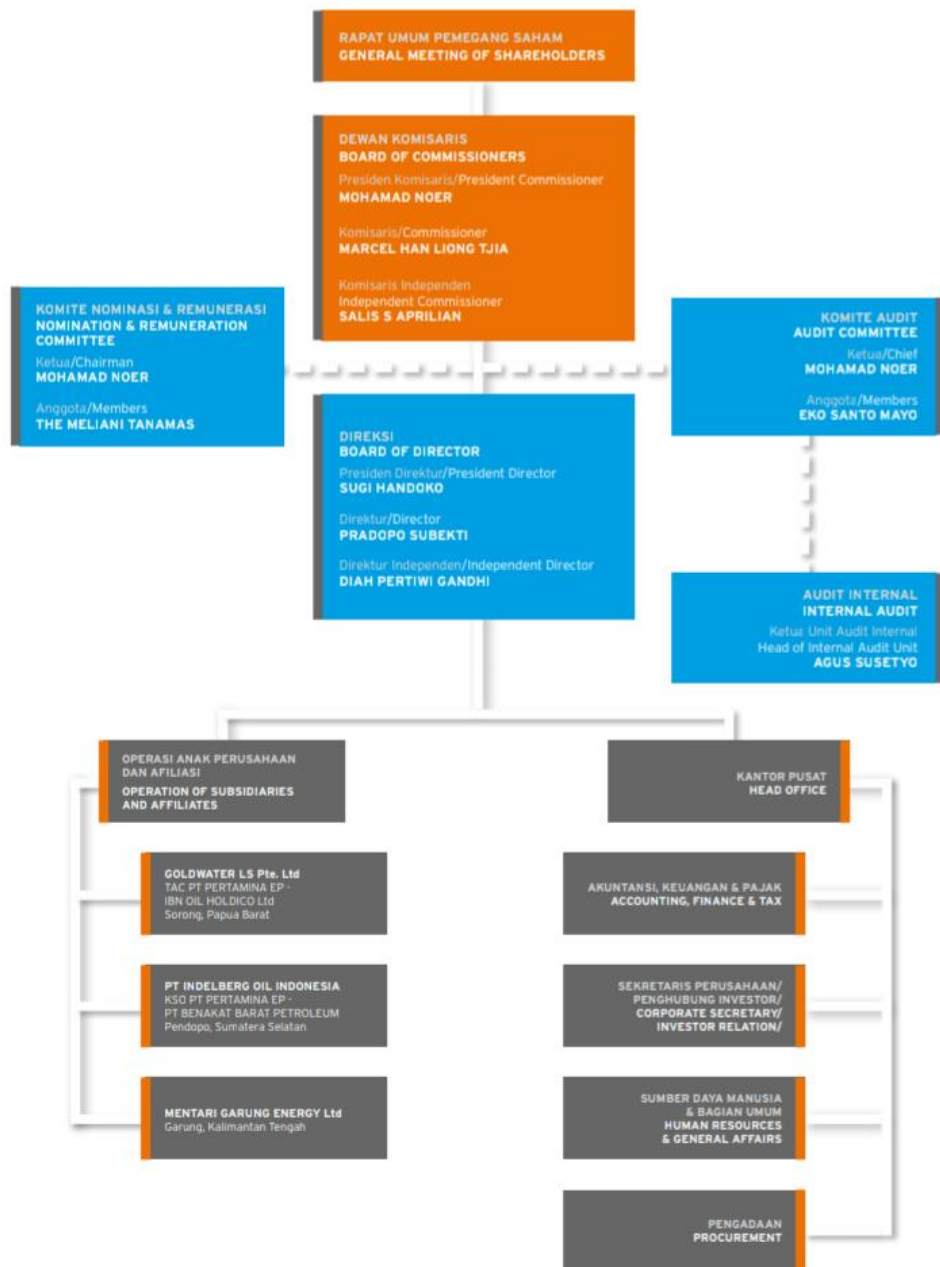 RAPAT UMUM PEMEGANG SAHAM
GENERAL MEETING OF SHAREHOLDERS
DEWAN KOMISARIS
BOARD OF COMMISSIONERS
Presiden Komisaris/President Commissioner
MOHAMAD NOER
Komisaris/Commissioner
MARCEL HAN LIONG TJIA
Komisaris Independen
Independent Commissioner
SALIS S APRILIAN
KOMITE NOMINASI & REMUNERASI
NOMINATION & REMUNERATION
COMMITTEE
Ketua/Chairman
MOHAMAD NOER
Anggota/Members
THE MELIANI TANAMAS
KOMITE AUDIT
AUDIT COMMITTEE
Ketua/Chief
MOHAMAD NOER
Anggota/Members
EKO SANTO MAYO
DIREKSI
BOARD OF DIRECTOR
Presiden Direktur/President Director
SUGI HANDOKO
Direktur/Director
PRADOPO SUBEKTI
Direktur Independen/Independent Director
DIAH PERTIWI GANDHI
AUDIT INTERNAL
INTERNAL AUDIT
Ketua Unit Audit Internal
Head of Internal Audit Unit
AGUS SUSETYO
OPERASI ANAK PERUSAHAAN
DAN AFILIASI
OPERATION OF SUBSIDIARIES
AND AFFILIATES
GOLDWATER LS Pte. Ltd
TAC PT PERTAMINA EP -
IBN OIL HOLDICO Ltd
Sorong, Papua Barat
PT INDELBERG OIL INDONESIA
KSO PT PERTAMINA EP -
PT BENAKAT BARAT PETROLEUM
Pendopo, Sumatera Selatan
MENTARI GARUNG ENERGY Ltd
Garung, Kalimantan Tengah
KANTOR PUSAT
HEAD OFFICE
AKUNTANSI, KEUANGAN & PAJAK
ACCOUNTING, FINANCE & TAX
SEKRETARIS PERUSAHAAN/
PENGHUBUNG INVESTOR/
CORPORATE SECRETARY/
INVESTOR RELATION/
SUMBER DAYA MANUSIA
& BAGIAN UMUM
HUMAN RESOURCES
& GENERAL AFFAIRS
PENGADAAN
PROCUREMENT